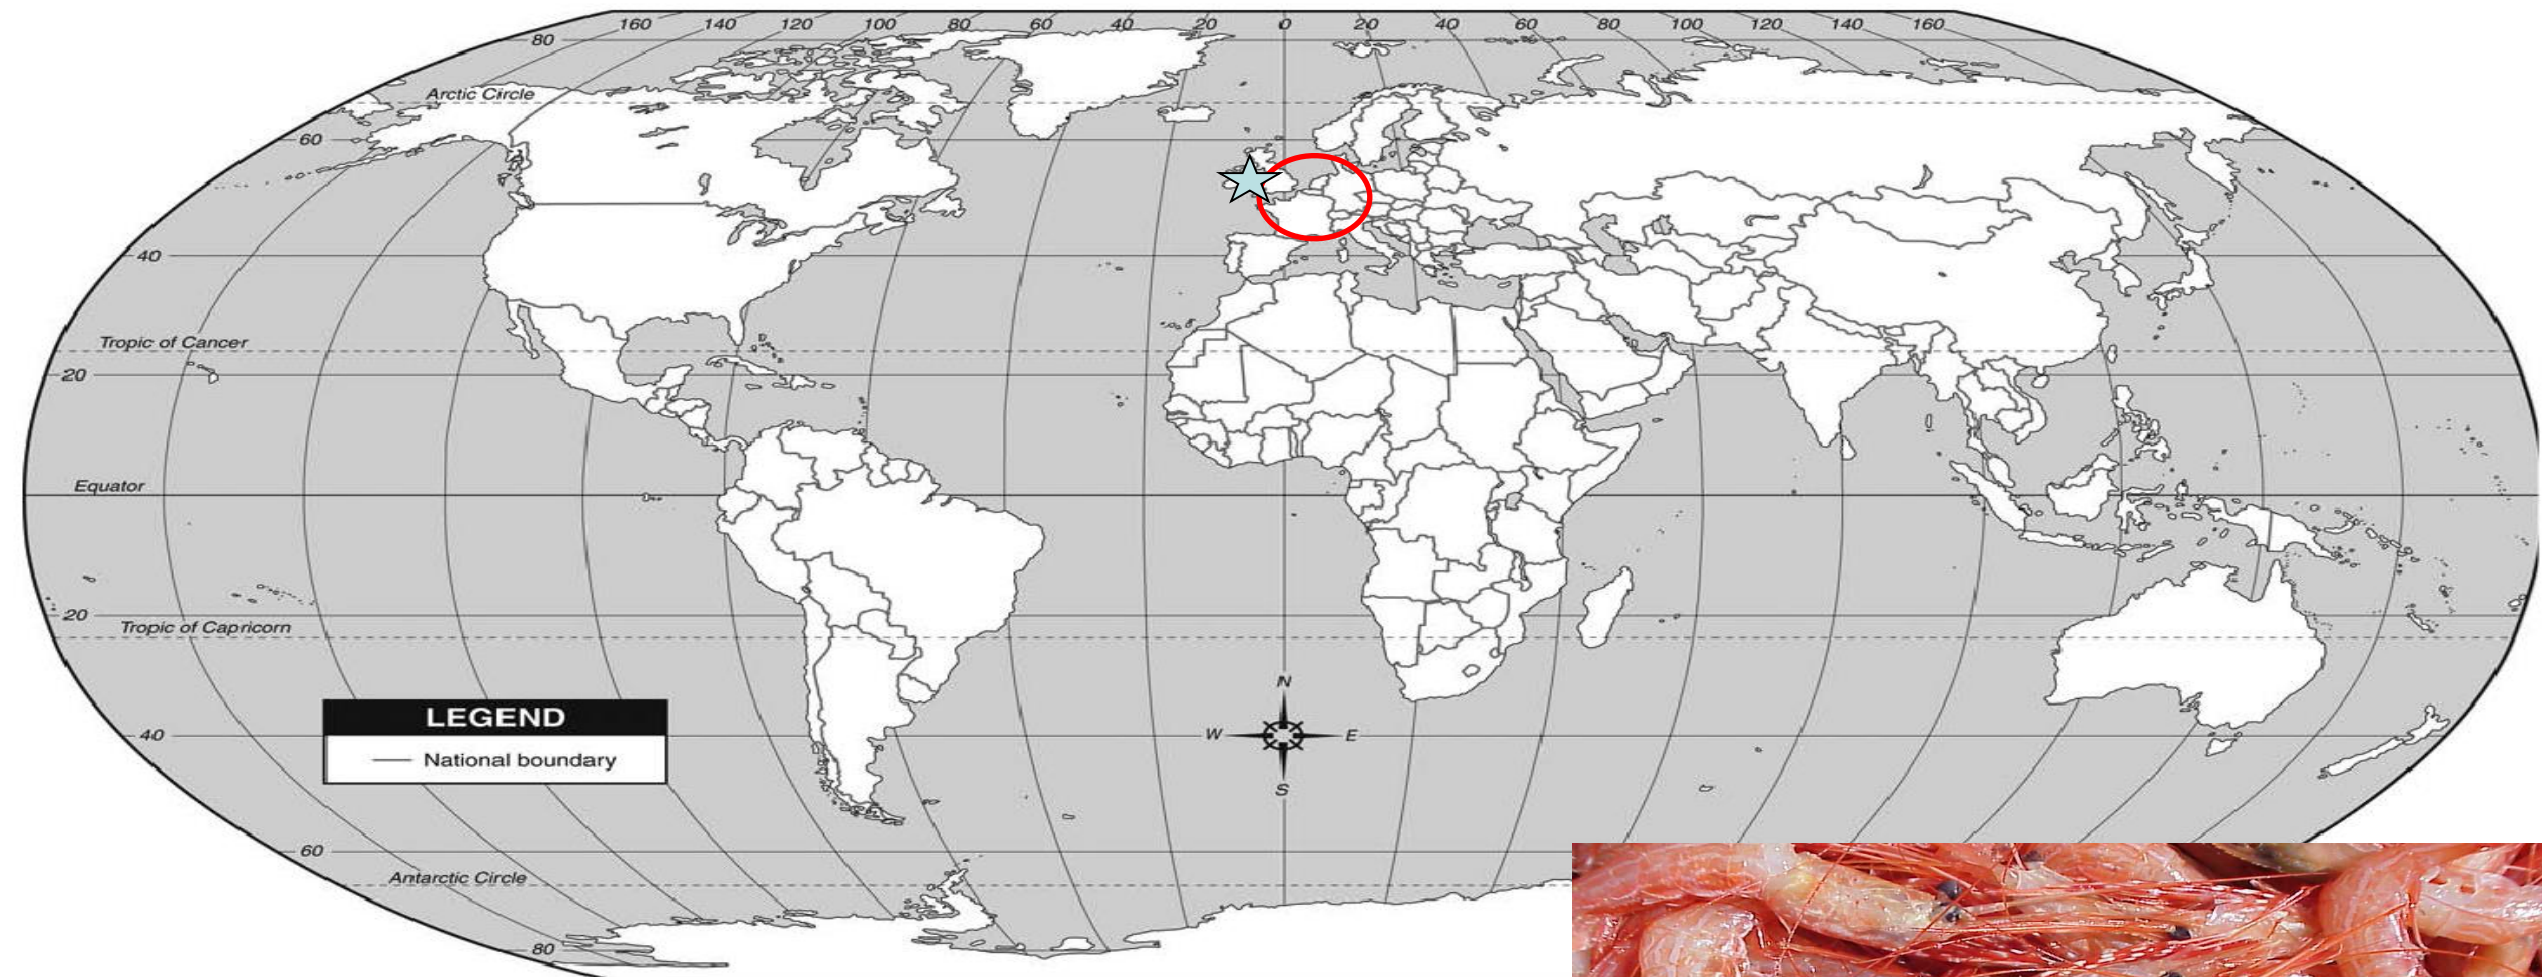 160 140 120 100 80 60 40 20 0 20 40 60 80 100 120 140 160
80
Arctic Circle
60
40
Tropic of Cancer
20
Equator
20
Tropic of Capricorn
N
W E
S
LEGEND
National boundary
40
60
Antarctic Circle
80